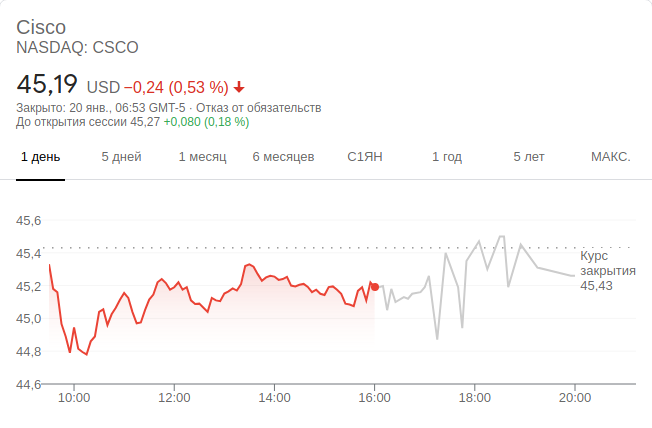 Cisco
NASDAQ: CSCO
45,19 USD −0,24 (0,53 %)
Закрыто: 20 янв., 06:53 GMT-5 · Отказ от обязательств
До открытия сессии 45,27 +0,080 (0,18 %)
1 день 5 дней 1 месяц 6 месяцев С1ЯН 1 год 5 лет МАКС.
45,6
45,4
45,2
45,0
44,8
44,6
Курс
закрытия
45,43
10:00 12:00 14:00 16:00 18:00 20:00